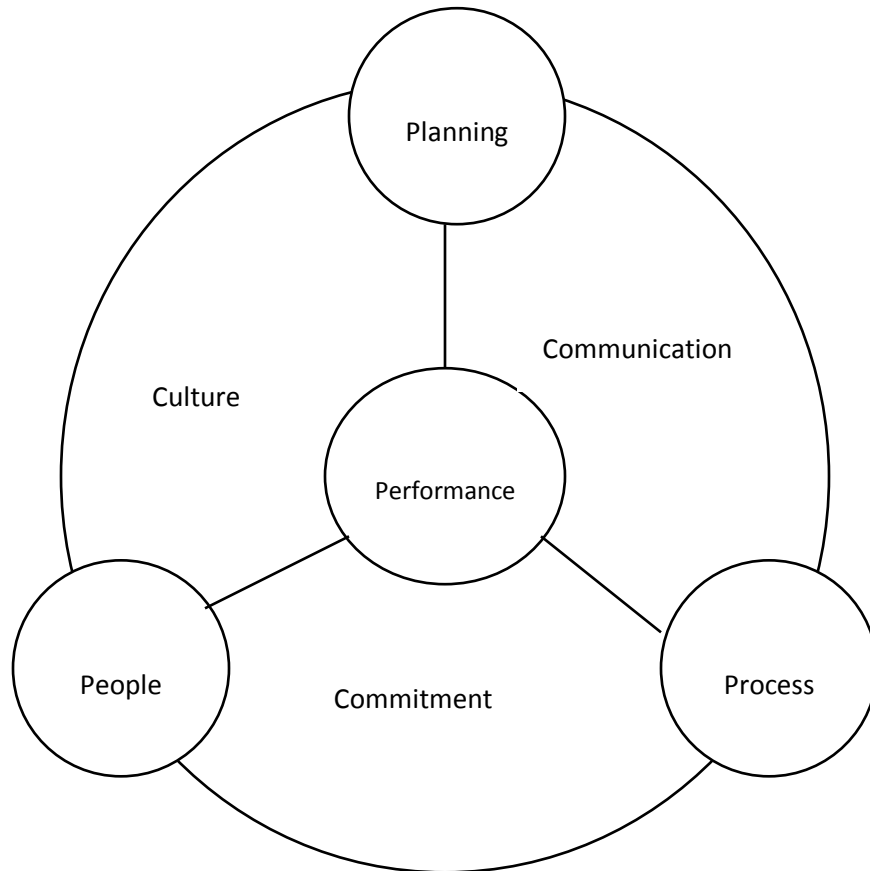 Planning
Communication
Culture
Performance
People
Process
Commitment